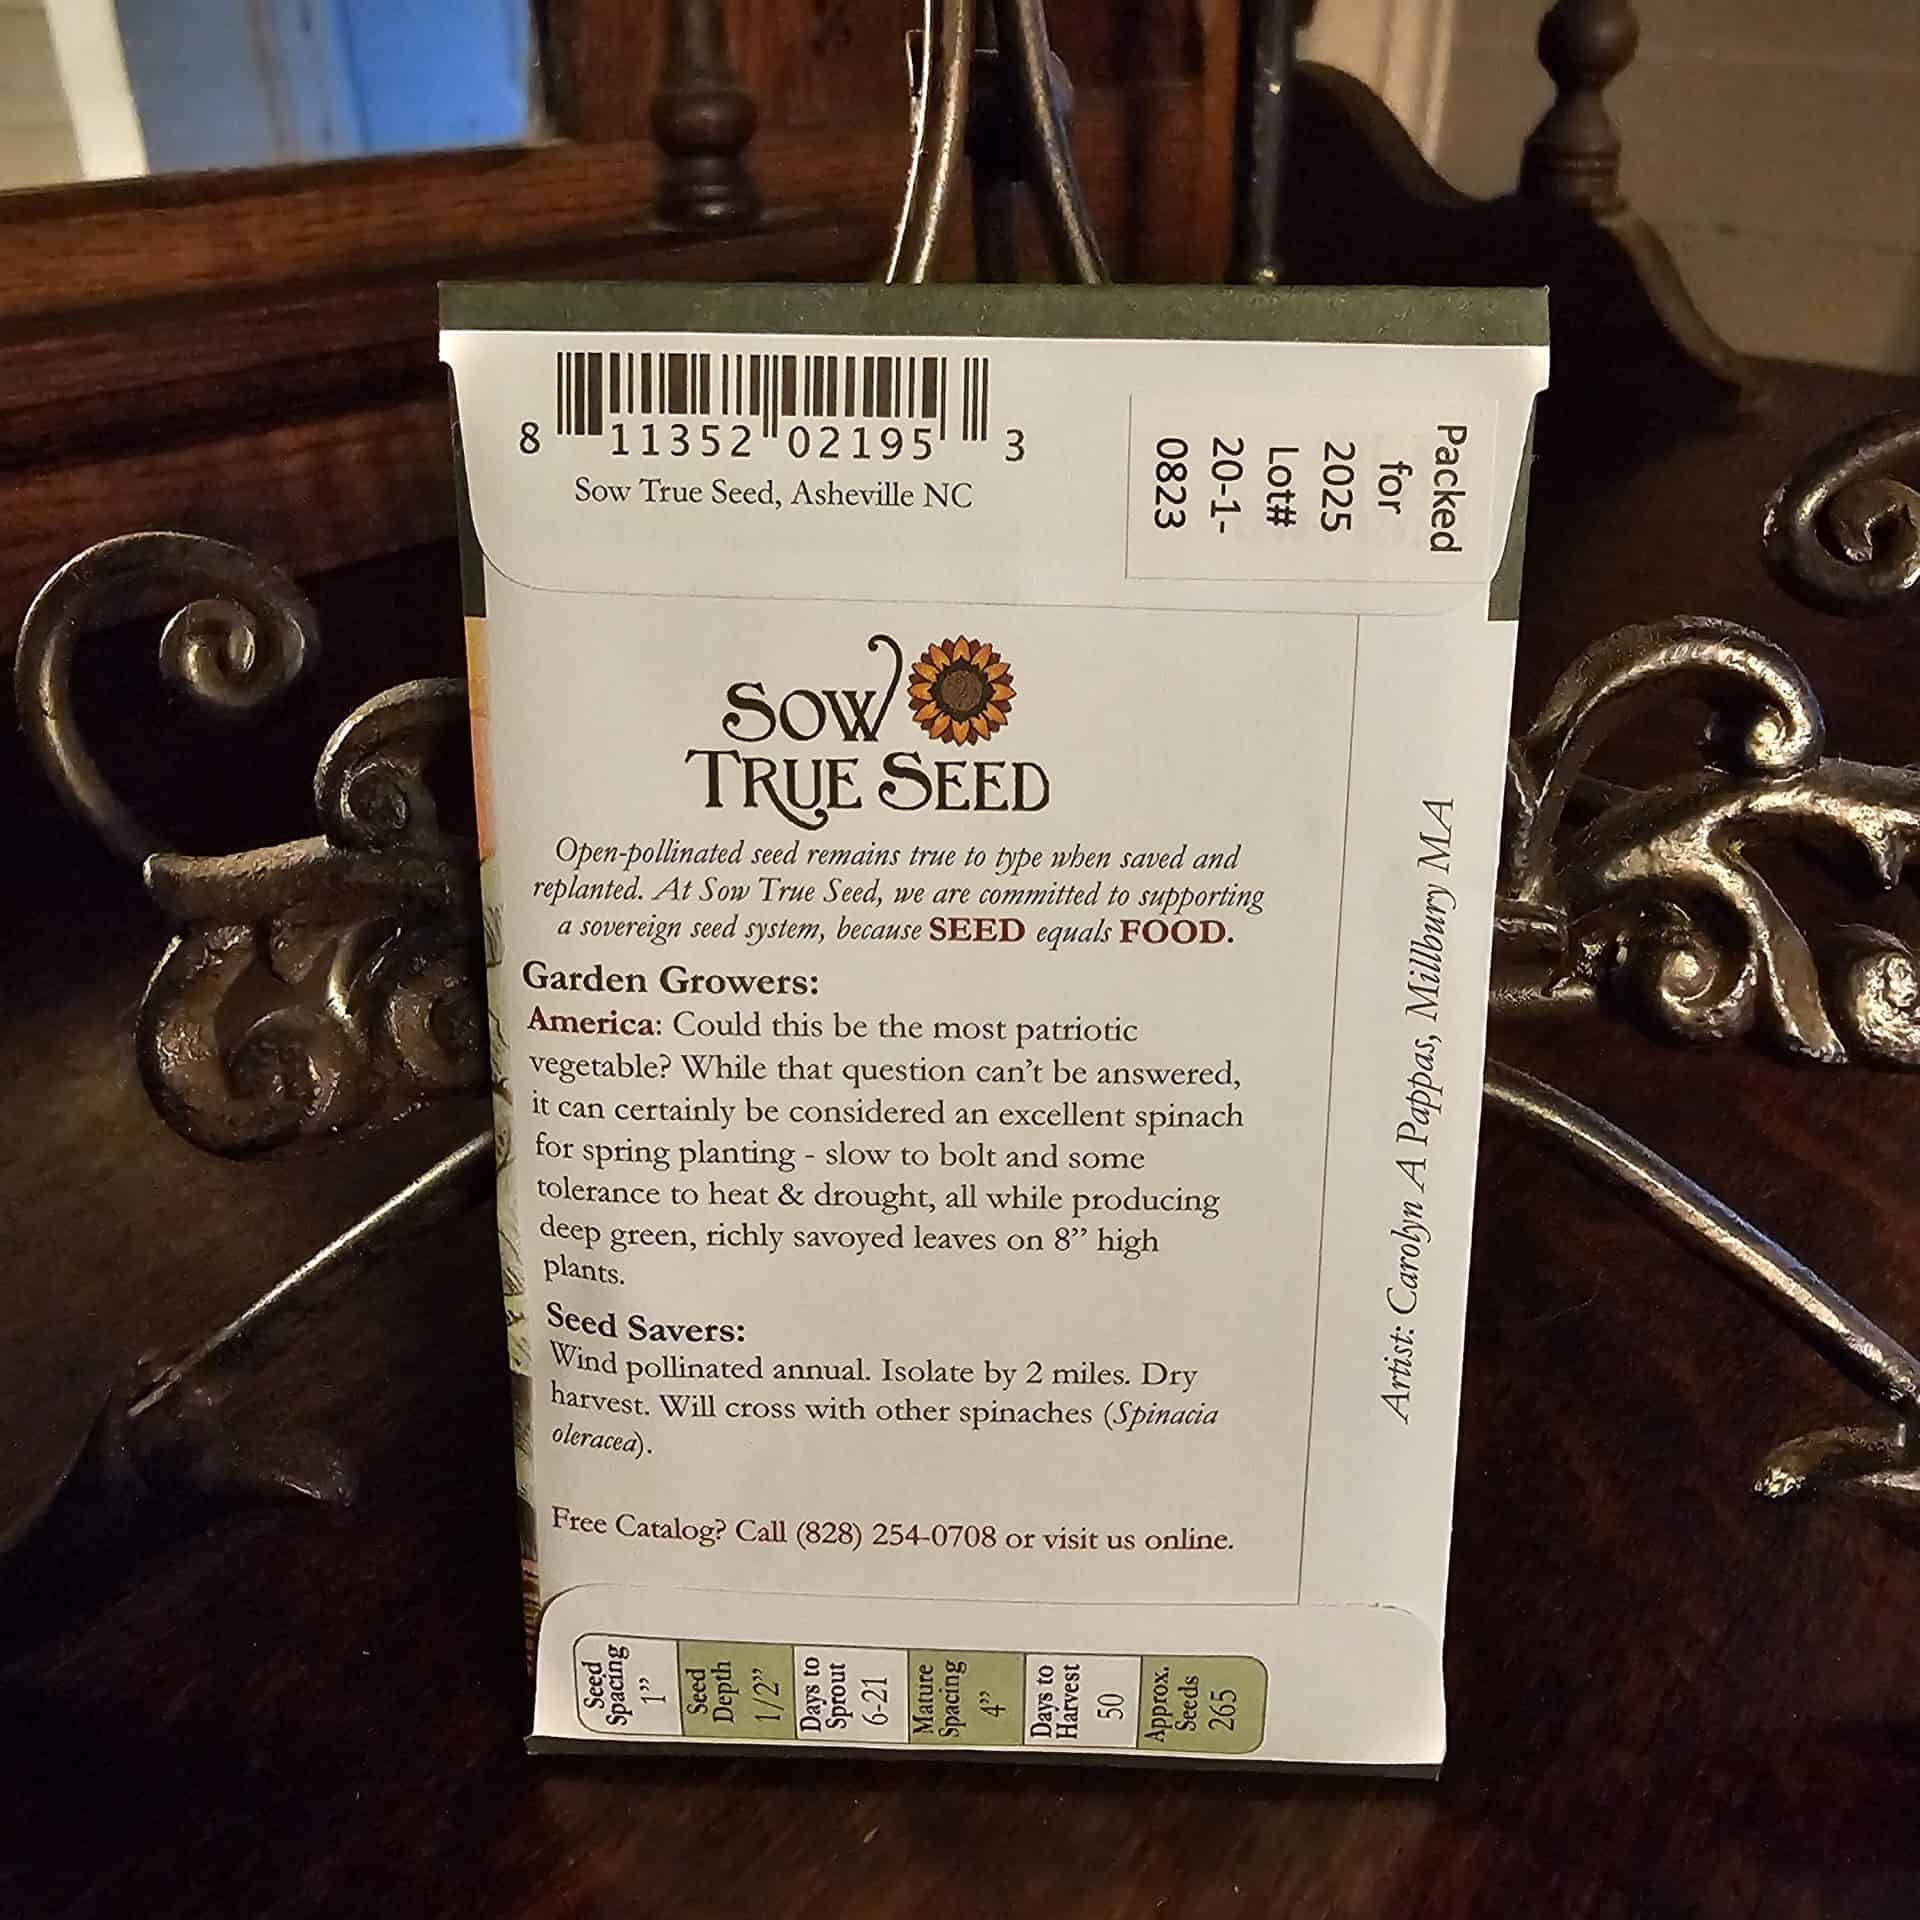 8 11352 02195 3
Sow True Seed, Asheville NC
Packed
for
2025
Lot#
20-1-
0823
SOW
TRUE SEED
Open-pollinated seed remains true to type when saved and
replanted. At Sow True Seed, we are committed to supporting
a sovereign seed system, because SEED equals FOOD.
Garden Growers:
America: Could this be the most patriotic
vegetable? While that question can't be answered,
it can certainly be considered an excellent spinach
for spring planting - slow to bolt and some
tolerance to heat & drought, all while producing
deep green, richly savoyed leaves on 8” high
plants.
Seed Savers:
Wind pollinated annual. Isolate by 2 miles. Dry
harvest. Will cross with other spinaches (Spinacia
oleracea).
Free Catalog? Call (828) 254-0708 or visit us online.
Artist: Carolyn A Pappas, Millbury MA
Seed
Spacing
1”
Seed
Depth
1/2”
Days to
Sprout
6-21
Mature
Spacing
4”
Days to
Harvest
50
Approx.
Seeds
265